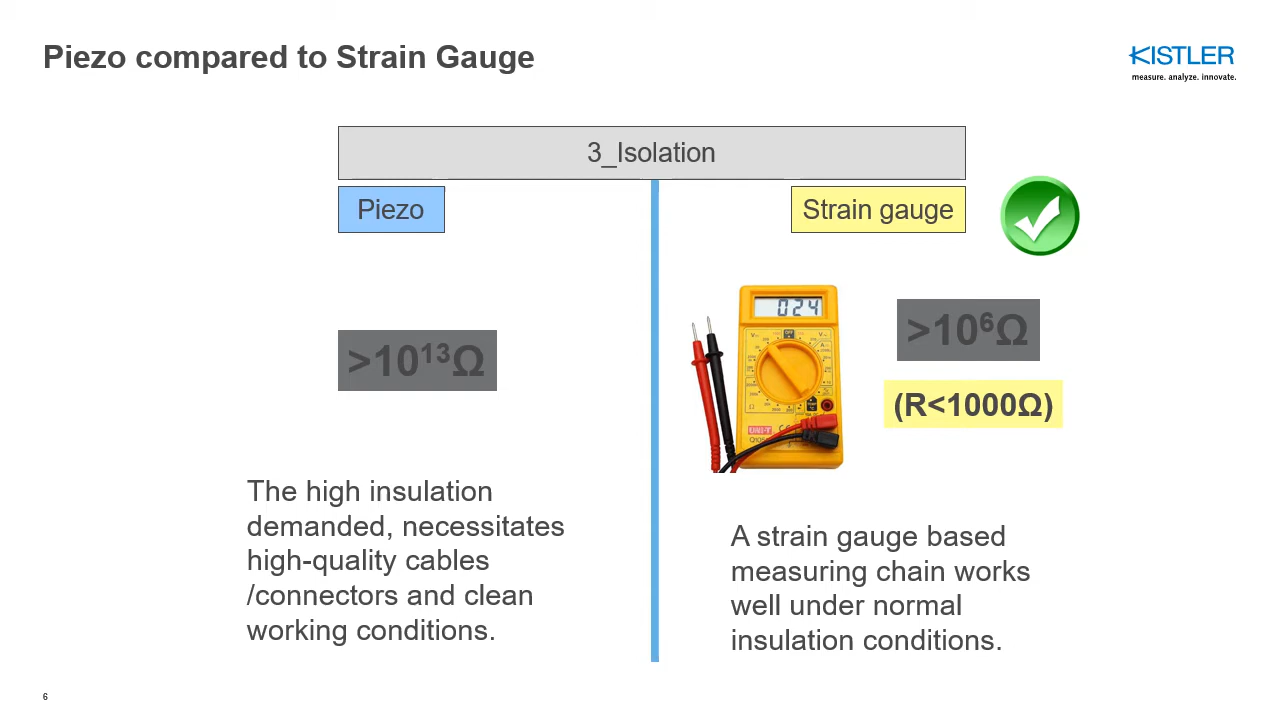 Piezo compared to Strain Gauge
KISTLER
measure. analyze. innovate.
3_Isolation
Piezo
Strain gauge
024
>10¹³Ω
>10⁶Ω
(R<1000Ω)
UNI-T
The high insulation
demanded, necessitates
high-quality cables
/connectors and clean
working conditions.
A strain gauge based
measuring chain works
well under normal
insulation conditions.
6